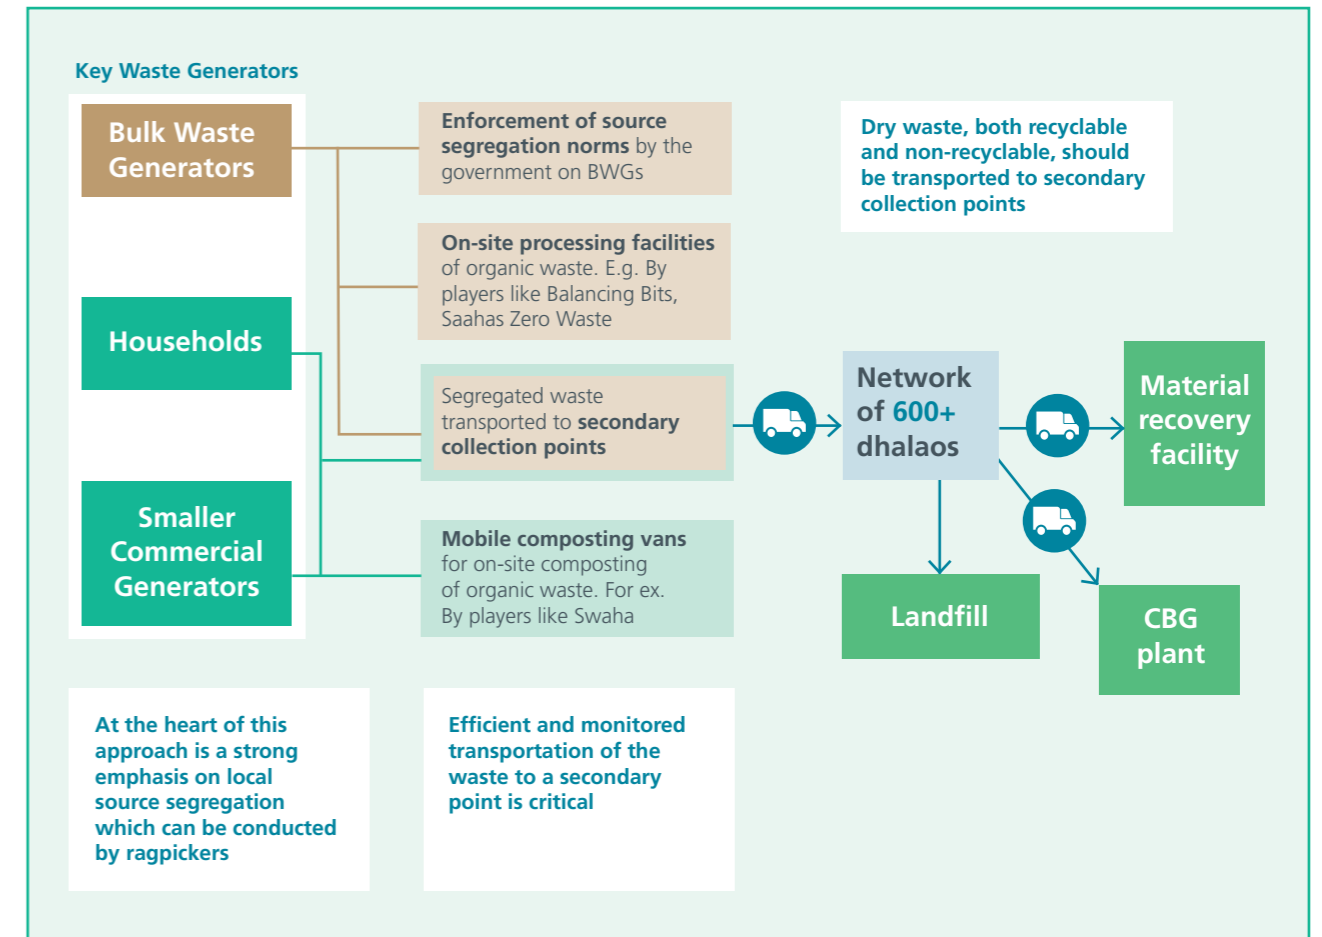 Key Waste Generators
Bulk Waste
Generators
Households
Smaller
Commercial
Generators
Enforcement of source
segregation norms by the
government on BWGs
On-site processing facilities
of organic waste. E.g. By
players like Balancing Bits,
Saahas Zero Waste
Segregated waste
transported to secondary
collection points
Mobile composting vans
for on-site composting
of organic waste. For ex.
By players like Swaha
Dry waste, both recyclable
and non-recyclable, should
be transported to secondary
collection points
Network
of 600+
dhalaos
Material
recovery
facility
Landfill
CBG
plant
At the heart of this
approach is a strong
emphasis on local
source segregation
which can be conducted
by ragpickers
Efficient and monitored
transportation of the
waste to a secondary
point is critical